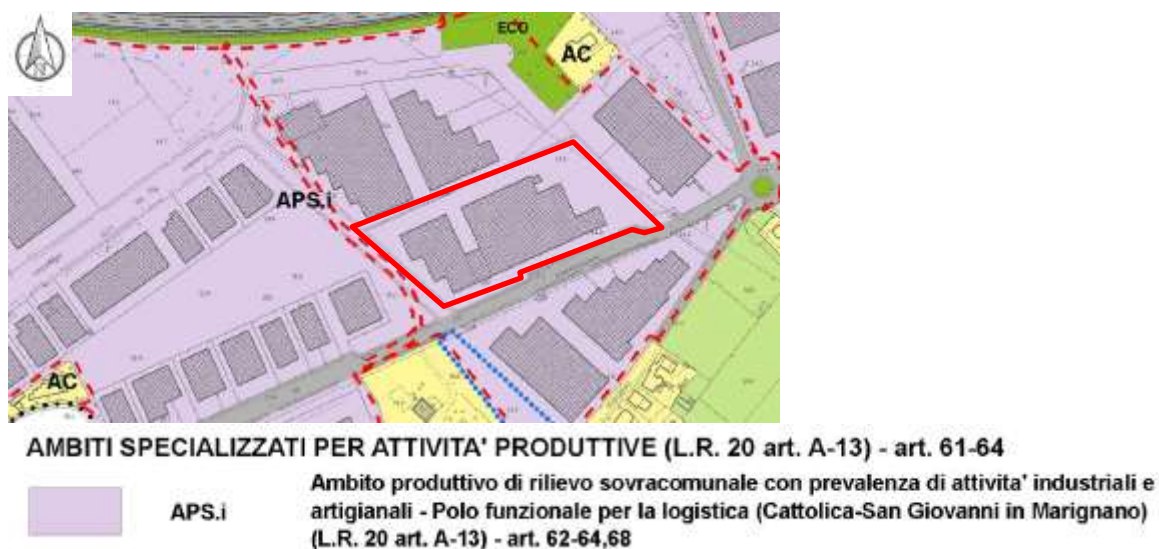 ECO
AC
APS.i
AC
AMBITI SPECIALIZZATI PER ATTIVITA' PRODUTTIVE (L.R. 20 art. A-13) - art. 61-64
APS.i
Ambito produttivo di rilievo sovracomunale con prevalenza di attivita' industriali e
artigianali - Polo funzionale per la logistica (Cattolica-San Giovanni in Marignano)
(L.R. 20 art. A-13) - art. 62-64,68